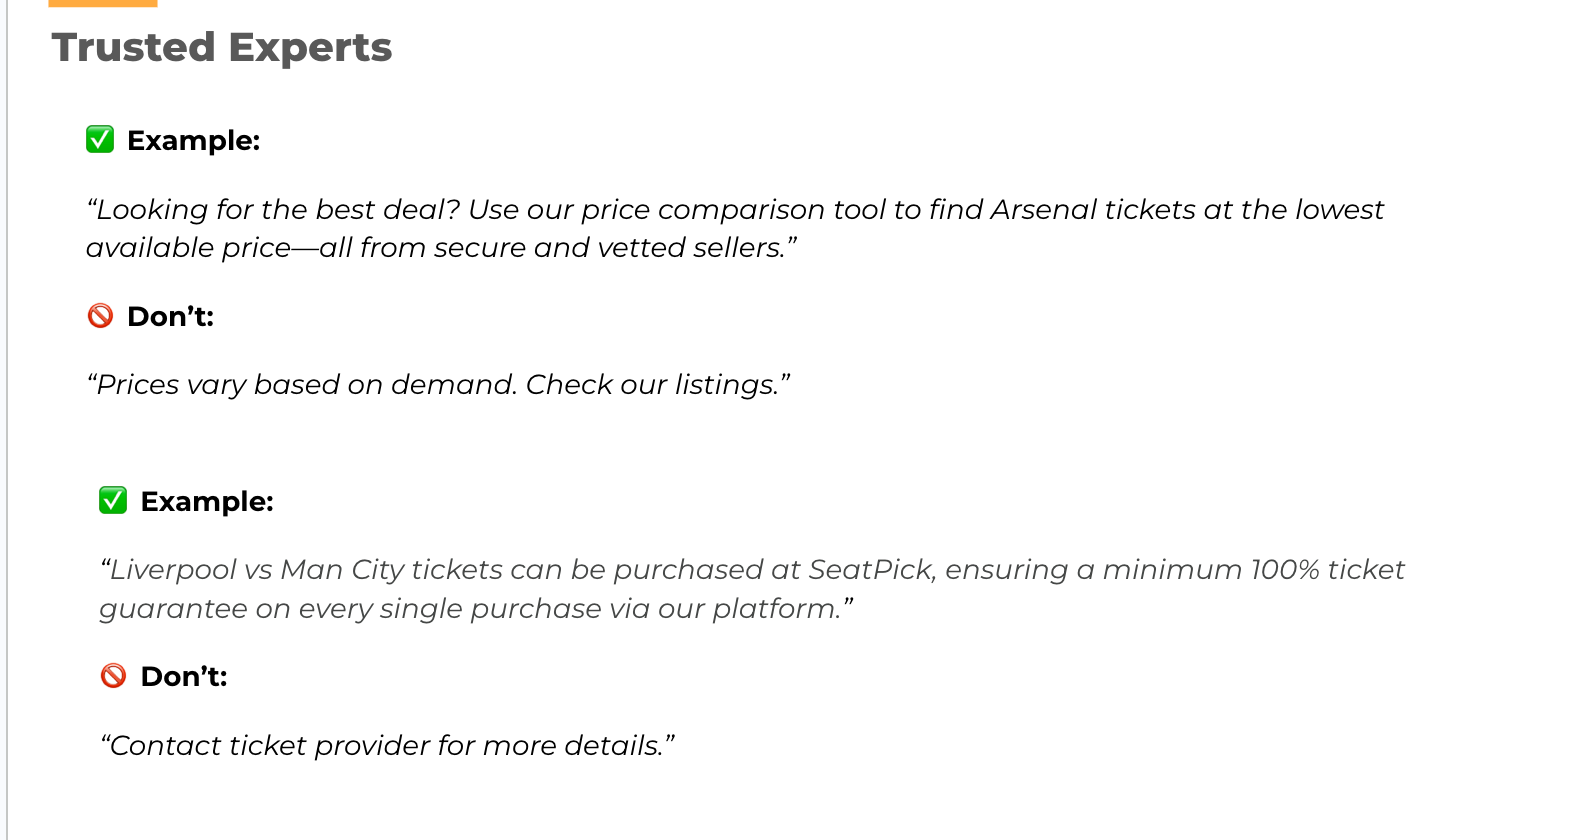 Trusted Experts
✅ Example:
“Looking for the best deal? Use our price comparison tool to find Arsenal tickets at the lowest
available price—all from secure and vetted sellers.”
🚫 Don’t:
“Prices vary based on demand. Check our listings.”
✅ Example:
“Liverpool vs Man City tickets can be purchased at SeatPick, ensuring a minimum 100% ticket
guarantee on every single purchase via our platform.”
🚫 Don’t:
“Contact ticket provider for more details.”